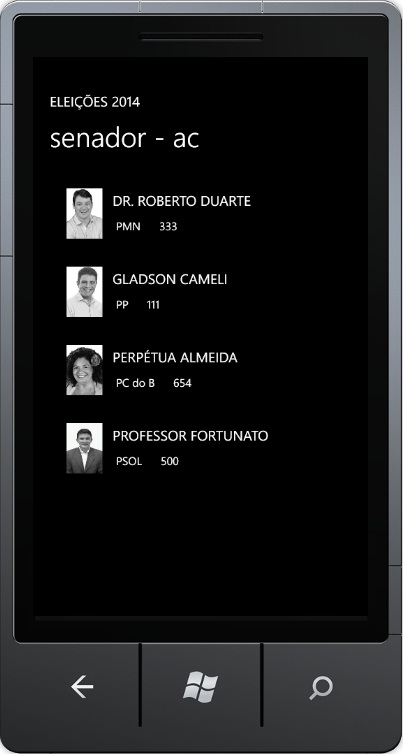 ELEIÇÕES 2014
senador - ac
DR. ROBERTO DUARTE
PMN 333
GLADSON CAMELI
PP 111
PERPÉTUA ALMEIDA
PC do B 654
PROFESSOR FORTUNATO
PSOL 500